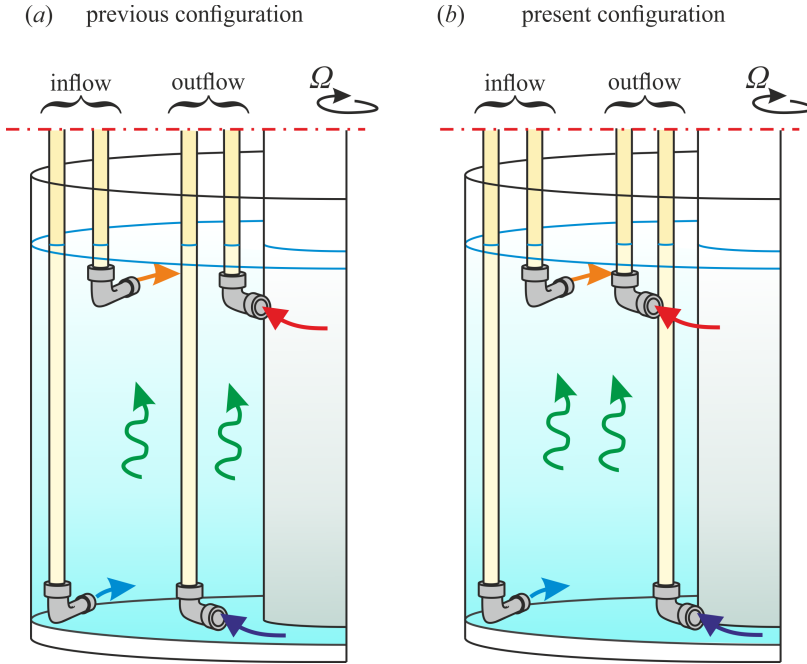 (a) previous configuration
inflow outflow Ω
(b) present configuration
inflow outflow Ω